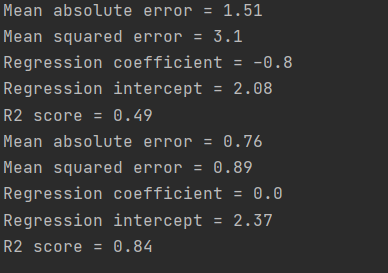 Mean absolute error = 1.51
Mean squared error = 3.1
Regression coefficient = -0.8
Regression intercept = 2.08
R2 score = 0.49
Mean absolute error = 0.76
Mean squared error = 0.89
Regression coefficient = 0.0
Regression intercept = 2.37
R2 score = 0.84